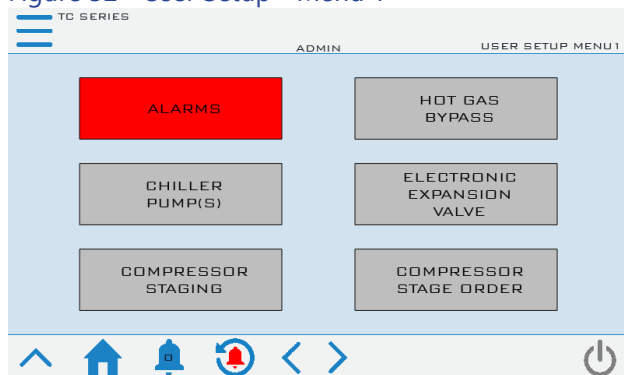 TC SERIES
ADMIN
USER SETUP MENU1
ALARMS
HOT GAS
BYPASS
CHILLER
PUMP(S)
ELECTRONIC
EXPANSION
VALVE
COMPRESSOR
STAGING
COMPRESSOR
STAGE ORDER
0